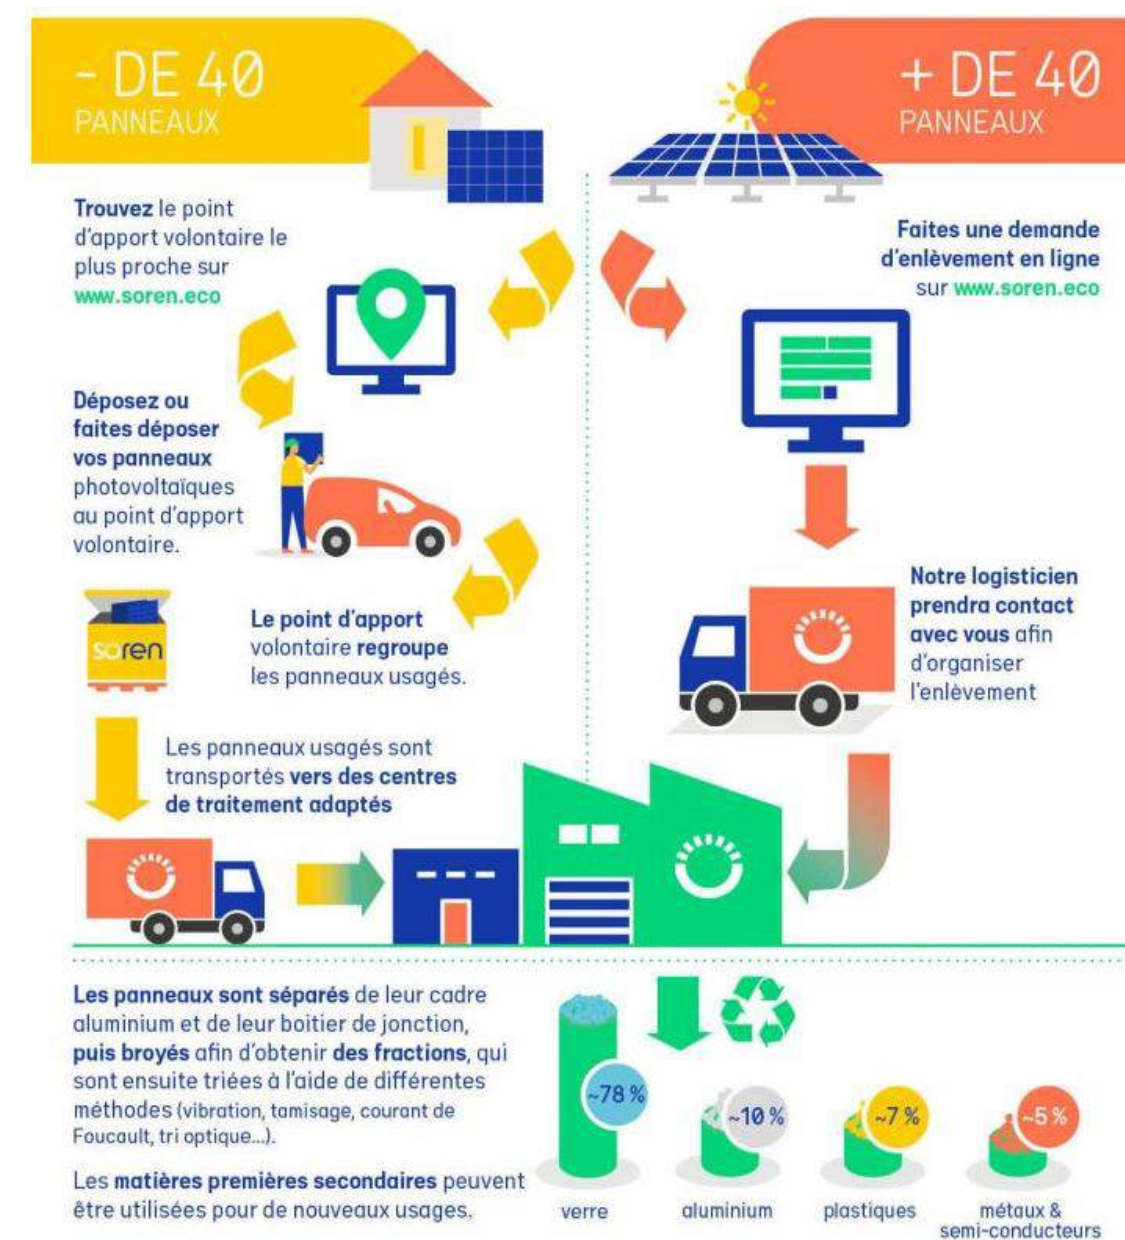 - DE 40
PANNEAUX
+ DE 40
PANNEAUX
Trouvez le point
d'apport volontaire le
plus proche sur
www.soren.eco
Faites une demande
d'enlèvement en ligne
sur www.soren.eco
Déposez ou
faites déposer
vos panneaux
photovoltaïques
au point d'apport
volontaire.
soren
Le point d'apport
volontaire regroupe
les panneaux usagés.
Notre logisticien
prendra contact
avec vous afin
d'organiser
l'enlèvement
Les panneaux usagés sont
transportés vers des centres
de traitement adaptés
Les panneaux sont séparés de leur cadre
aluminium et de leur boitier de jonction,
puis broyés afin d'obtenir des fractions, qui
sont ensuite triées à l'aide de différentes
méthodes (vibration, tamisage, courant de
Foucault, tri optique...).
Les matières premières secondaires peuvent
être utilisées pour de nouveaux usages.
~78 %
verre
~10 %
aluminium
~7 %
plastiques
~5 %
métaux &
semi-conducteurs